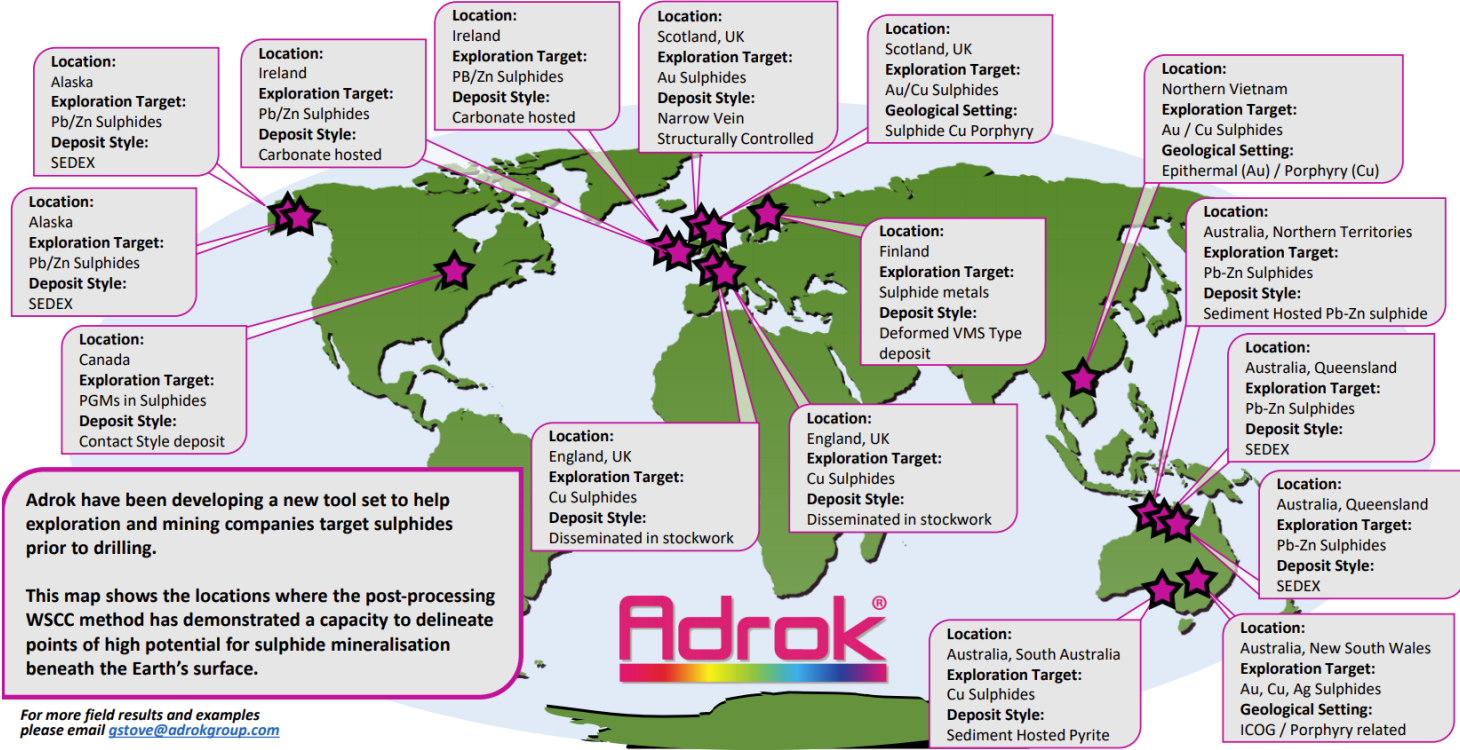 Location:
Alaska
Exploration Target:
Pb/Zn Sulphides
Deposit Style:
SEDEX
Location:
Ireland
Exploration Target:
Pb/Zn Sulphides
Deposit Style:
Carbonate hosted
Location:
Ireland
Exploration Target:
PB/Zn Sulphides
Deposit Style:
Carbonate hosted
Location:
Scotland, UK
Exploration Target:
Au Sulphides
Deposit Style:
Narrow Vein
Structurally Controlled
Location:
Scotland, UK
Exploration Target:
Au/Cu Sulphides
Geological Setting:
Sulphide Cu Porphyry
Location:
Northern Vietnam
Exploration Target:
Au / Cu Sulphides
Geological Setting:
Epithermal (Au) / Porphyry (Cu)
Location:
Alaska
Exploration Target:
Pb/Zn Sulphides
Deposit Style:
SEDEX
Location:
Australia, Northern Territories
Exploration Target:
Pb-Zn Sulphides
Deposit Style:
Sediment Hosted Pb-Zn sulphide
Location:
Finland
Exploration Target:
Sulphide metals
Deposit Style:
Deformed VMS Type
deposit
Location:
Canada
Exploration Target:
PGMs in Sulphides
Deposit Style:
Contact Style deposit
Location:
Australia, Queensland
Exploration Target:
Pb-Zn Sulphides
Deposit Style:
SEDEX
Location:
England, UK
Exploration Target:
Cu Sulphides
Deposit Style:
Disseminated in stockwork
Location:
England, UK
Exploration Target:
Cu Sulphides
Deposit Style:
Disseminated in stockwork
Location:
Australia, Queensland
Exploration Target:
Pb-Zn Sulphides
Deposit Style:
SEDEX
Adrok have been developing a new tool set to help
exploration and mining companies target sulphides
prior to drilling.
This map shows the locations where the post-processing
WSCC method has demonstrated a capacity to delineate
points of high potential for sulphide mineralisation
beneath the Earth's surface.
Adrok®
Location:
Australia, South Australia
Exploration Target:
Cu Sulphides
Deposit Style:
Sediment Hosted Pyrite
Location:
Australia, New South Wales
Exploration Target:
Au, Cu, Ag Sulphides
Geological Setting:
ICOG / Porphyry related
For more field results and examples
please email gstove@adrokgroup.com